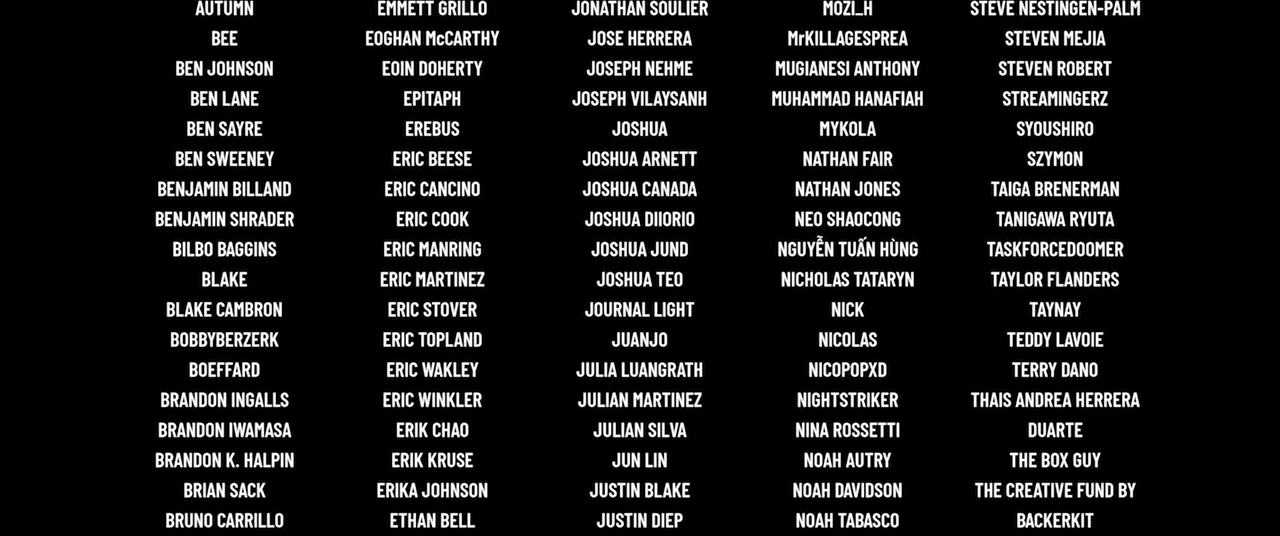 AUTUMN
BEE
BEN JOHNSON
BEN LANE
BEN SAYRE
BEN SWEENEY
BENJAMIN BILLAND
BENJAMIN SHRADER
BILBO BAGGINS
BLAKE
BLAKE CAMBRON
BOBBYBERZERK
BOEFFARD
BRANDON INGALLS
BRANDON IWAMASA
BRANDON K. HALPIN
BRIAN SACK
BRUNO CARRILLO
EMMETT GRILLO
EOGHAN McCARTHY
EOIN DOHERTY
EPITAPH
EREBUS
ERIC BEESE
ERIC CANCINO
ERIC COOK
ERIC MANRING
ERIC MARTINEZ
ERIC STOVER
ERIC TOPLAND
ERIC WAKLEY
ERIC WINKLER
ERIK CHAO
ERIK KRUSE
ERIKA JOHNSON
ETHAN BELL
JONATHAN SOULIER
JOSE HERRERA
JOSEPH NEHME
JOSEPH VILAYSANH
JOSHUA
JOSHUA ARNETT
JOSHUA CANADA
JOSHUA DIIORIO
JOSHUA JUND
JOSHUA TEO
JOURNAL LIGHT
JUANJO
JULIA LUANGRATH
JULIAN MARTINEZ
JULIAN SILVA
JUN LIN
JUSTIN BLAKE
JUSTIN DIEP
MOZI_H
MrKILLAGESPREA
MUGIANESI ANTHONY
MUHAMMAD HANAFIAH
MYKOLA
NATHAN FAIR
NATHAN JONES
NEO SHAOCONG
NGUYỄN TUẤN HÙNG
NICHOLAS TATARYN
NICK
NICOLAS
NICOPOPXD
NIGHTSTRIKER
NINA ROSSETTI
NOAH AUTRY
NOAH DAVIDSON
NOAH TABASCO
STEVE NESTINGEN-PALM
STEVEN MEJIA
STEVEN ROBERT
STREAMINGERZ
SYOUSHIRO
SZYMON
TAIGA BRENERMAN
TANIGAWA RYUTA
TASKFORCEDOOMER
TAYLOR FLANDERS
TAYNAY
TEDDY LAVOIE
TERRY DANO
THAIS ANDREA HERRERA
DUARTE
THE BOX GUY
THE CREATIVE FUND BY
BACKERKIT